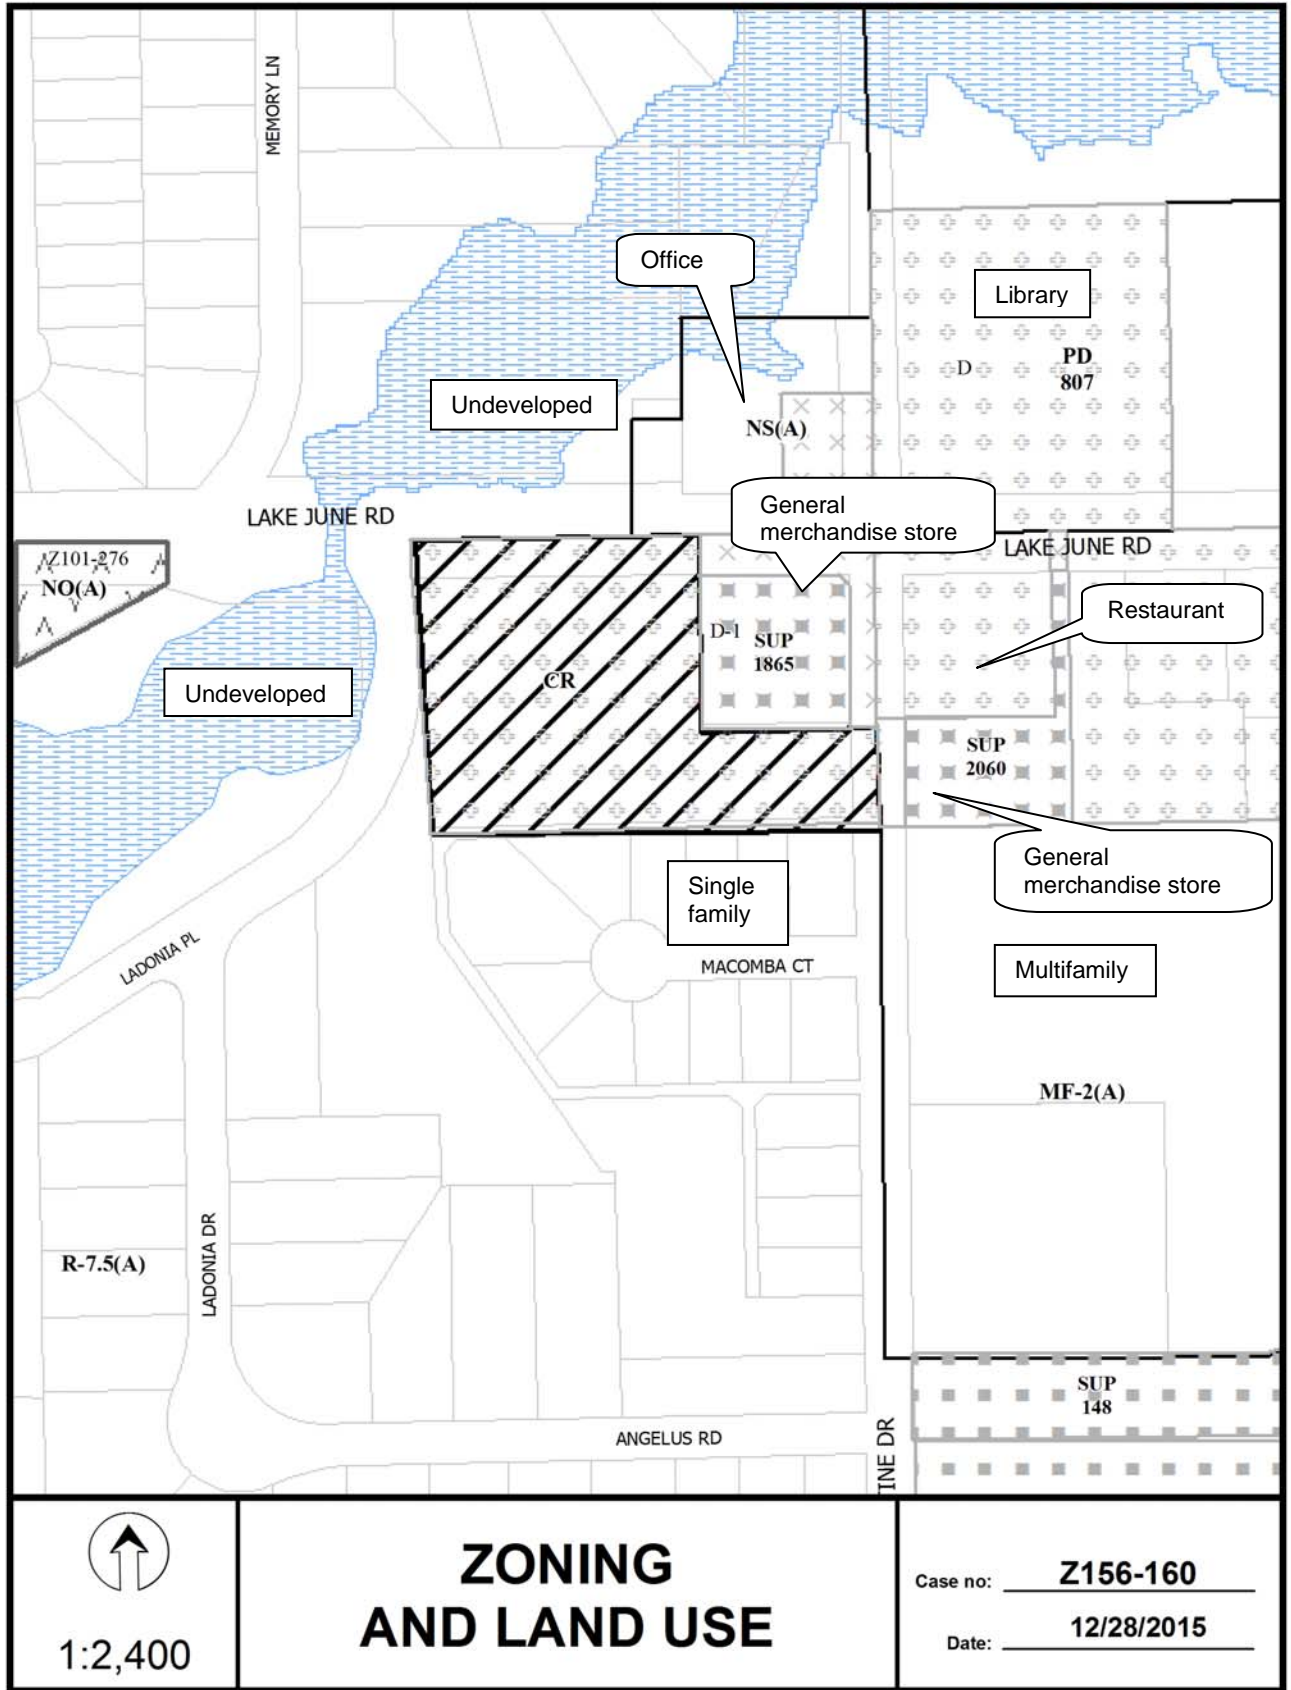 MEMORY LN
Office
Library
D
PD
807
Undeveloped
NS(A)
General
merchandise store
LAKE JUNE RD
LAKE JUNE RD
Z101-276
NO(A)
Restaurant
D-1
SUP
1865
Undeveloped
CR
SUP
2060
General
merchandise store
Single
family
LADONIA PL
MACOMBA CT
Multifamily
MF-2(A)
R-7.5(A)
LADONIA DR
SUP
148
ANGELUS RD
TINE DR
1:2,400
ZONING
AND LAND USE
Case no: Z156-160
Date: 12/28/2015